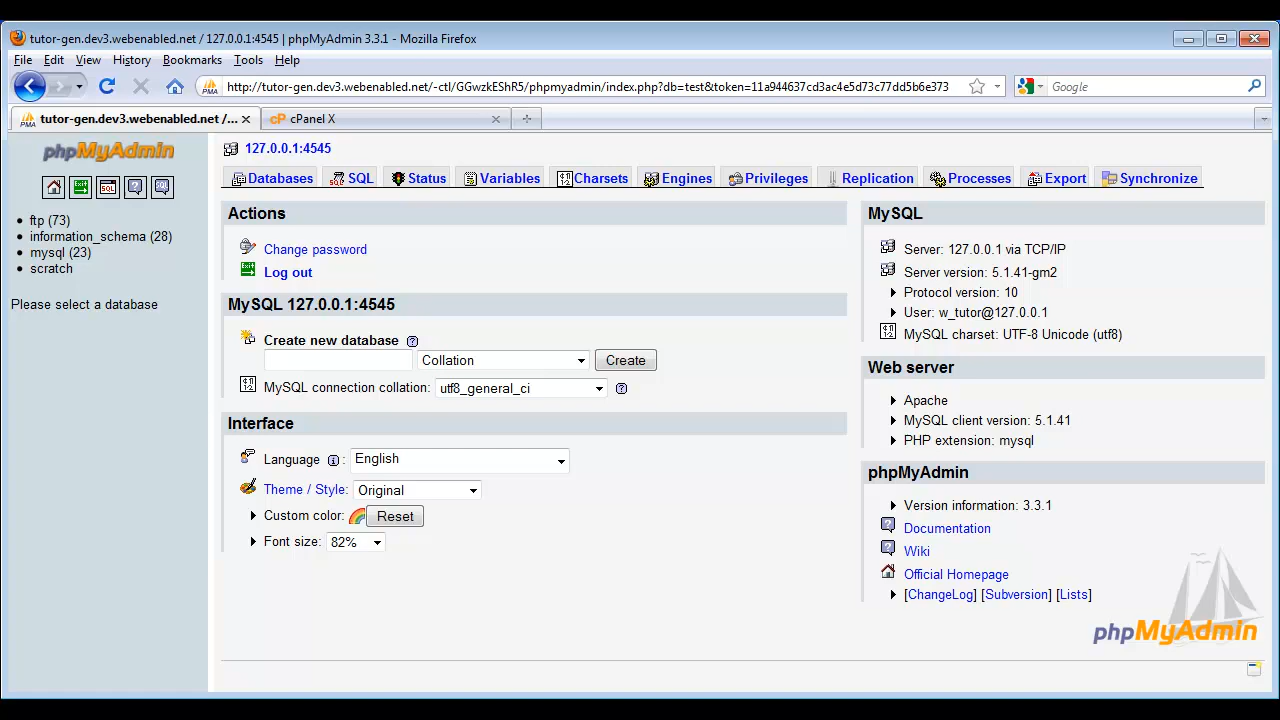 tutor-gen.dev3.webenabled.net / 127.0.0.1:4545 | phpMyAdmin 3.3.1 - Mozilla Firefox
File Edit View History Bookmarks Tools Help
http://tutor-gen.dev3.webenabled.net/-ctl/GGwzkEShR5/phpmyadmin/index.php?db=test&token=11a944637cd3ac4e5d73c77dd5b6e373
Google
tutor-gen.dev3.webenabled.net /...
cPanel X
phpMyAdmin
ftp (73)
information_schema (28)
mysql (23)
scratch
Please select a database
127.0.0.1:4545
Databases SQL Status Variables Charsets Engines Privileges Replication Processes Export Synchronize
Actions
Change password
Log out
MySQL 127.0.0.1:4545
Create new database
Collation Create
MySQL connection collation: utf8_general_ci
Interface
Language : English
Theme / Style: Original
Custom color: Reset
Font size: 82%
MySQL
Server: 127.0.0.1 via TCP/IP
Server version: 5.1.41-gm2
Protocol version: 10
User: w_tutor@127.0.0.1
MySQL charset: UTF-8 Unicode (utf8)
Web server
Apache
MySQL client version: 5.1.41
PHP extension: mysql
phpMyAdmin
Version information: 3.3.1
Documentation
Wiki
Official Homepage
[ChangeLog] [Subversion] [Lists]
phpMyAdmin